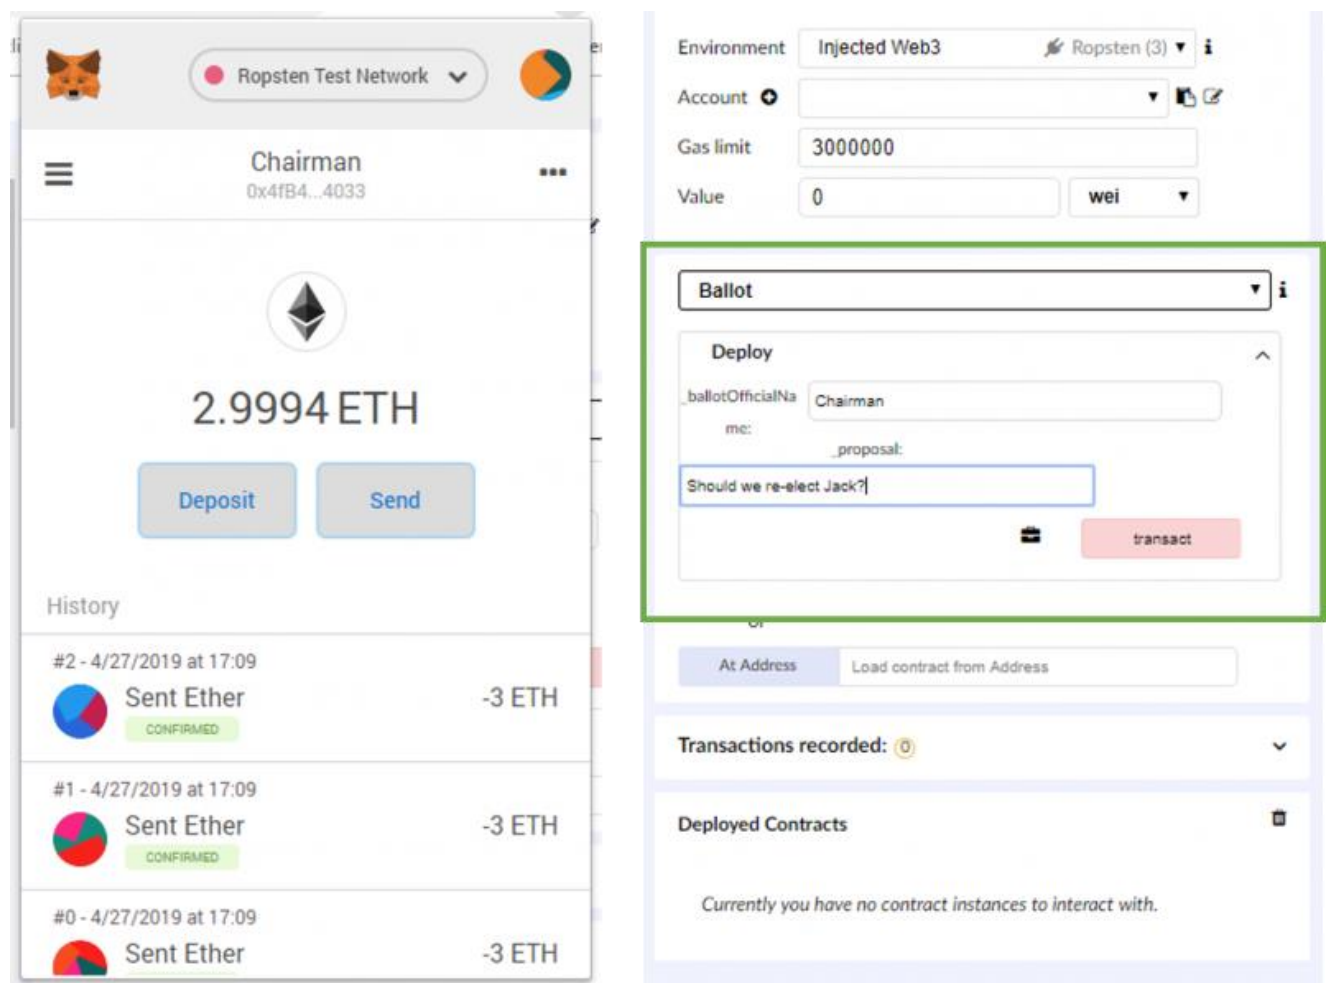 Ropsten Test Network
Chairman
0x4fB4...4033
2.9994 ETH
Deposit
Send
History
#2 - 4/27/2019 at 17:09
Sent Ether
-3 ETH
CONFIRMED
#1 - 4/27/2019 at 17:09
Sent Ether
-3 ETH
CONFIRMED
#0 - 4/27/2019 at 17:09
Sent Ether
-3 ETH
Environment
Injected Web3
Ropsten (3)
i
Account
Gas limit
3000000
Value
0
wei
Ballot
i
Deploy
_ballotOfficialNa
me:
Chairman
_proposal:
Should we re-elect Jack?
transact
or
At Address
Load contract from Address
Transactions recorded: 0
Deployed Contracts
Currently you have no contract instances to interact with.